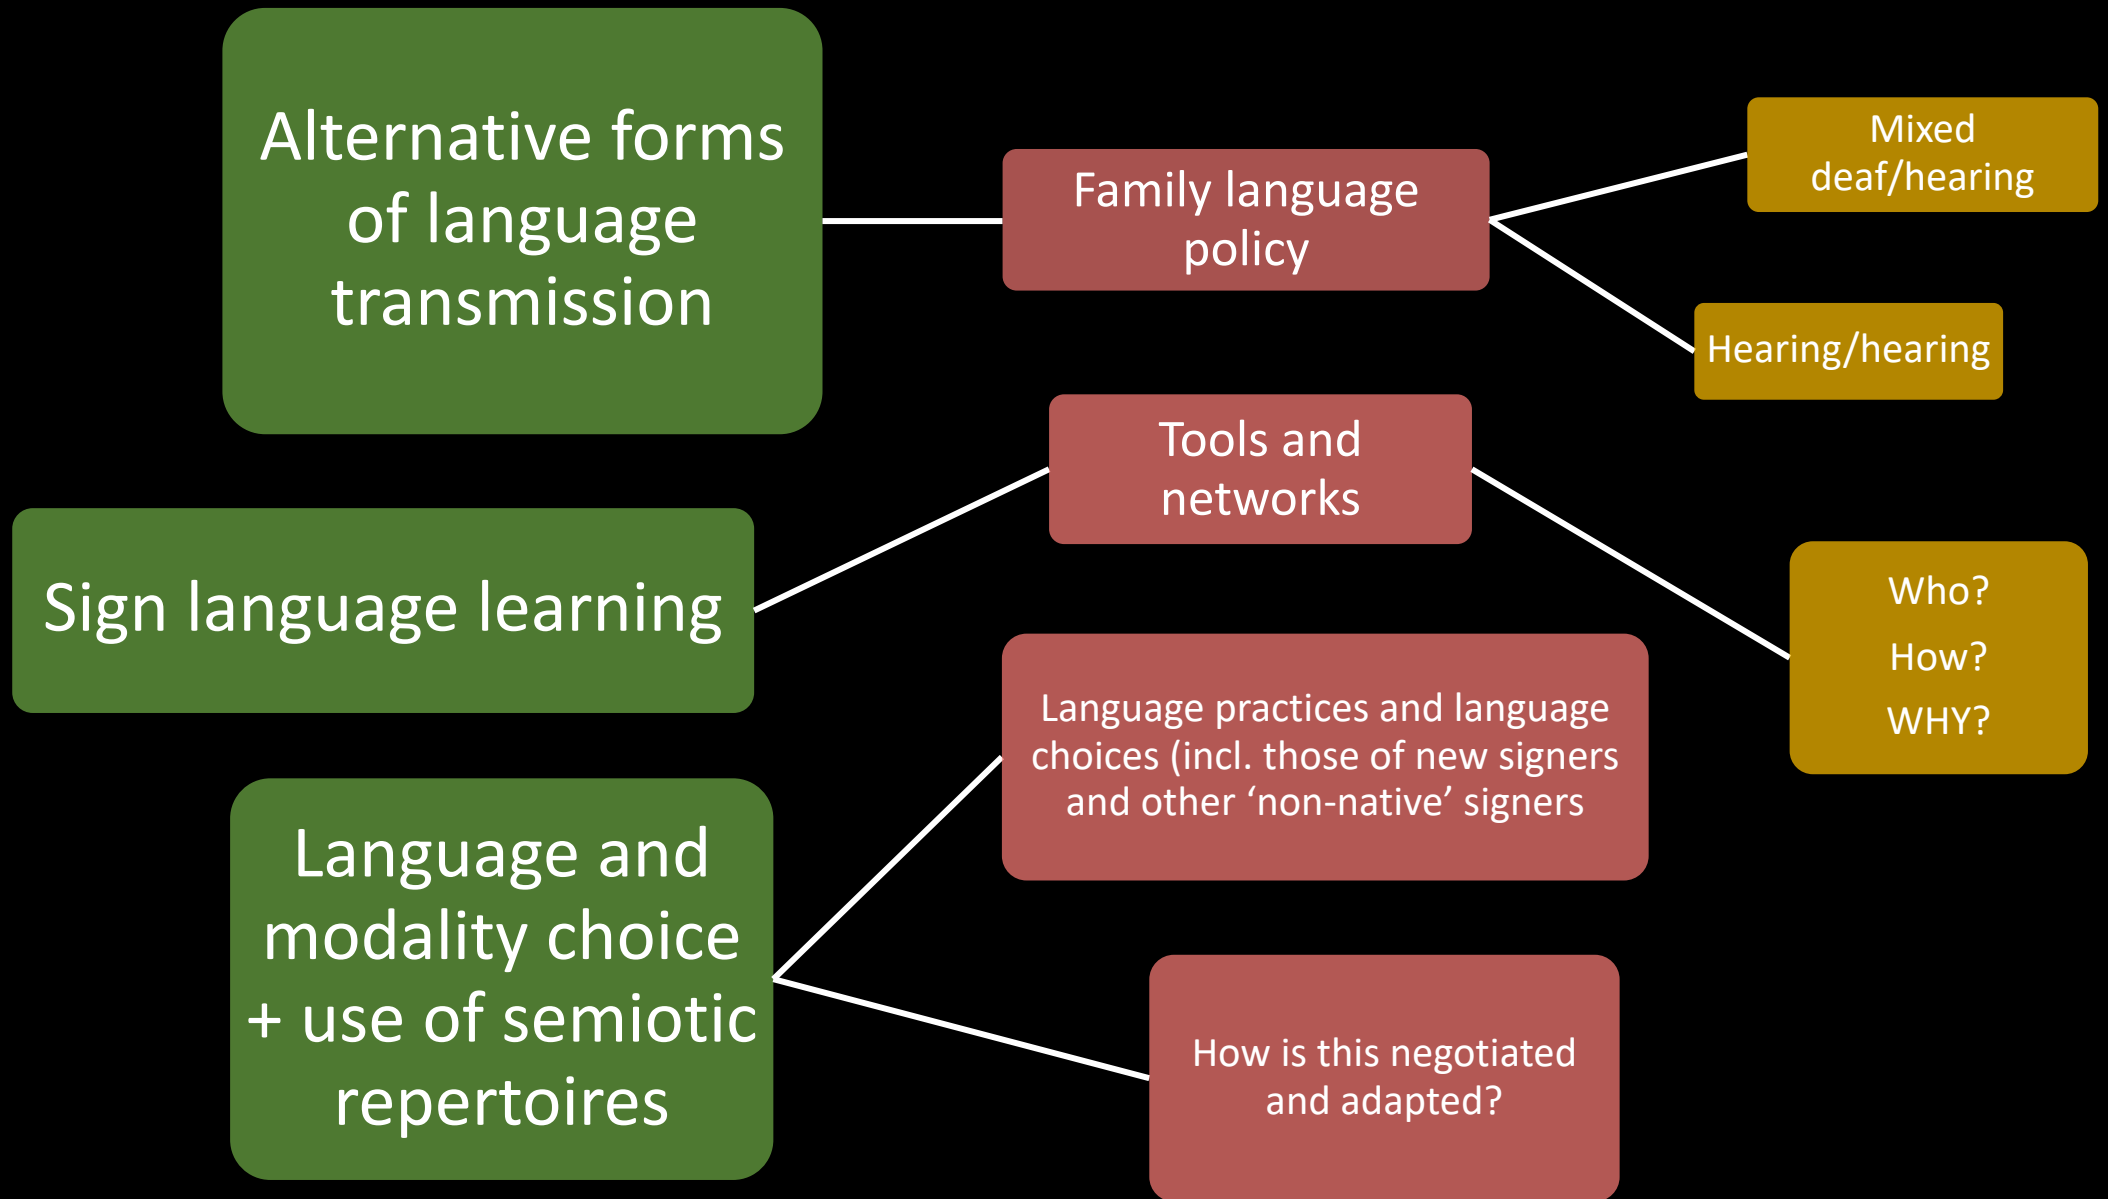 Alternative forms
of language
transmission
Family language
policy
Mixed
deaf/hearing
Hearing/hearing
Sign language learning
Tools and
networks
Who?
How?
WHY?
Language and
modality choice
+ use of semiotic
repertoires
Language practices and language
choices (incl. those of new signers
and other ‘non-native’ signers
How is this negotiated
and adapted?